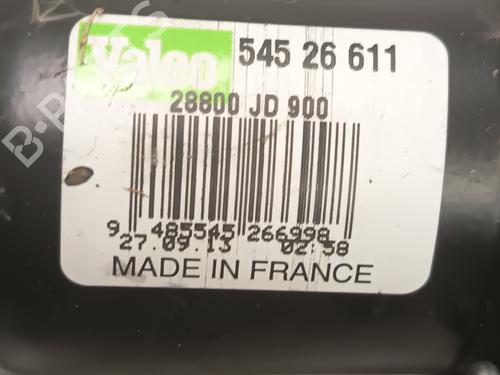 Valeo 545 26 611
28800 JD 900
9 485545 266998
27.09.13 02:58
MADE IN FRANCE